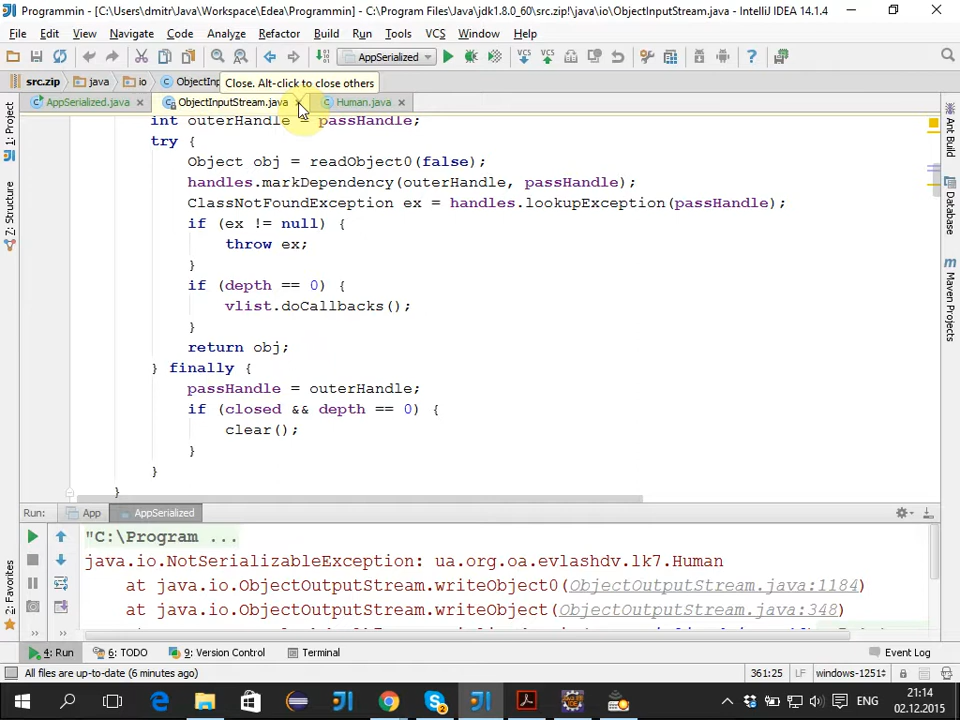 Programmin - [C:\Users\dmitr\Java\Workspace\Edea\Programmin] - C:\Program Files\Java\jdk1.8.0_60\src.zip!\java\io\ObjectInputStream.java - IntelliJ IDEA 14.1.4
File Edit View Navigate Code Analyze Refactor Build Run Tools VCS Window Help
AppSerialized
src.zip java io ObjectInp
Close. Alt-click to close others
AppSerialized.java ObjectInputStream.java Human.java
int outerHandle = passHandle;
try {
Object obj = readObject0(false);
handles.markDependency(outerHandle, passHandle);
ClassNotFoundException ex = handles.lookupException(passHandle);
if (ex != null) {
throw ex;
}
if (depth == 0) {
vlist.doCallbacks();
}
return obj;
} finally {
passHandle = outerHandle;
if (closed && depth == 0) {
clear();
}
}
}
1: Project
7: Structure
2: Favorites
Ant Build
Database
Maven Projects
Run: App AppSerialized
"C:\Program ...
java.io.NotSerializableException: ua.org.oa.evlashdv.lk7.Human
at java.io.ObjectOutputStream.writeObject0(ObjectOutputStream.java:1184)
at java.io.ObjectOutputStream.writeObject(ObjectOutputStream.java:348)
4: Run 6: TODO 9: Version Control Terminal Event Log
All files are up-to-date (6 minutes ago) 361:25 LF windows-1251
ENG 21:14
02.12.2015